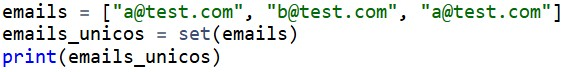 emails = ["a@test.com", "b@test.com", "a@test.com"]
emails_unicos = set(emails)
print(emails_unicos)